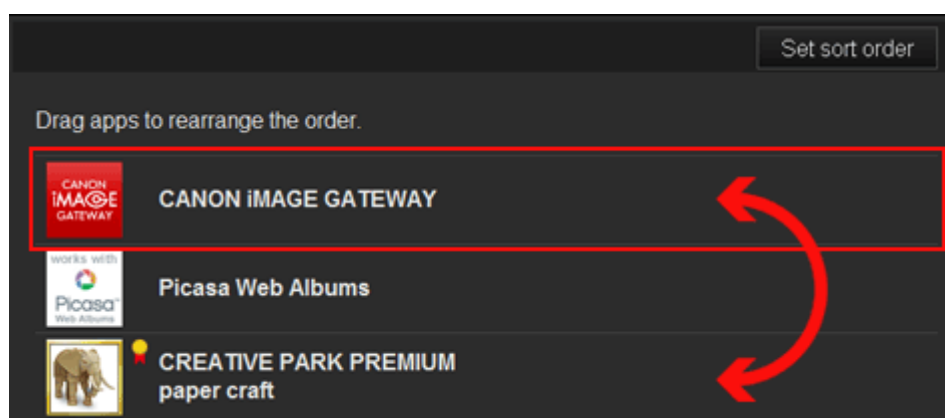 Set sort order
Drag apps to rearrange the order.
CANON
iMAGE
GATEWAY
CANON iMAGE GATEWAY
works with
Picasa™
Web Albums
Picasa Web Albums
CREATIVE PARK PREMIUM
paper craft